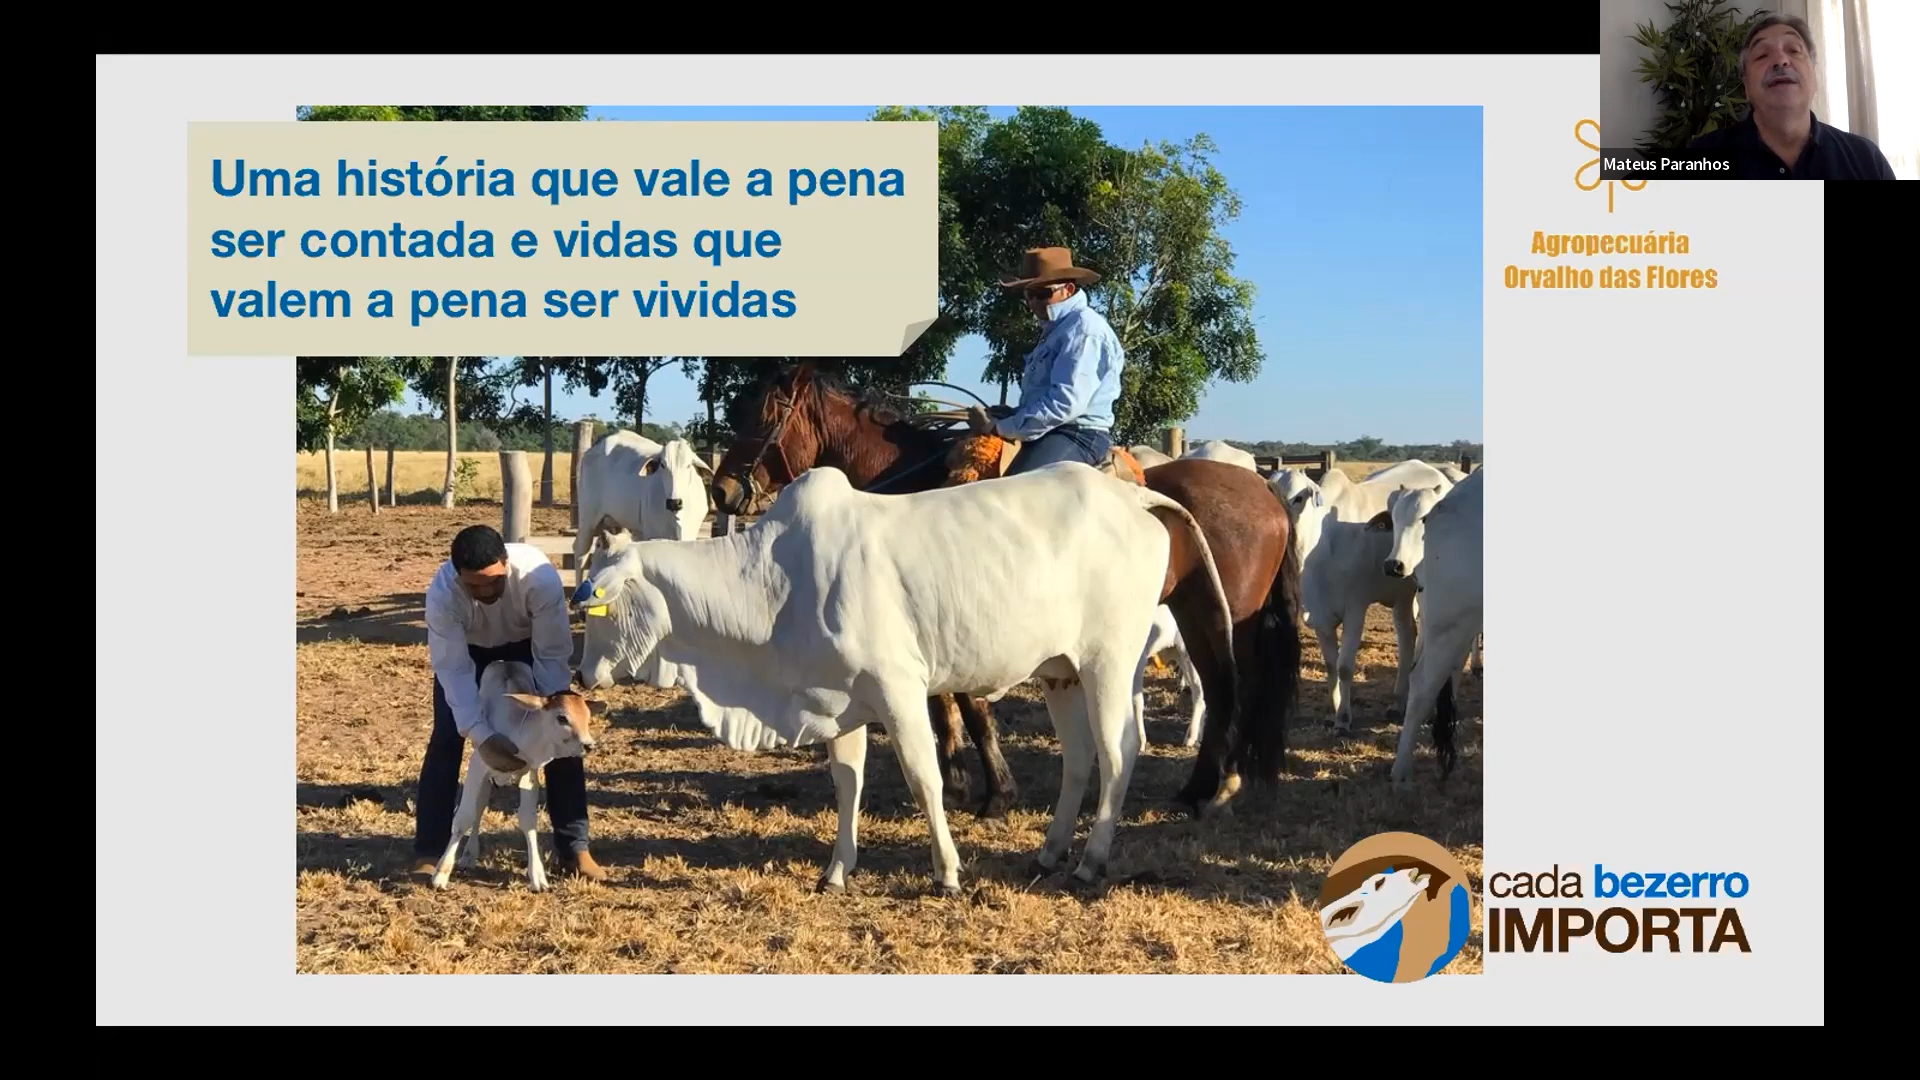 Uma história que vale a pena
ser contada e vidas que
valem a pena ser vividas
Mateus Paranhos
Agropecuária
Orvalho das Flores
cada bezerro
IMPORTA